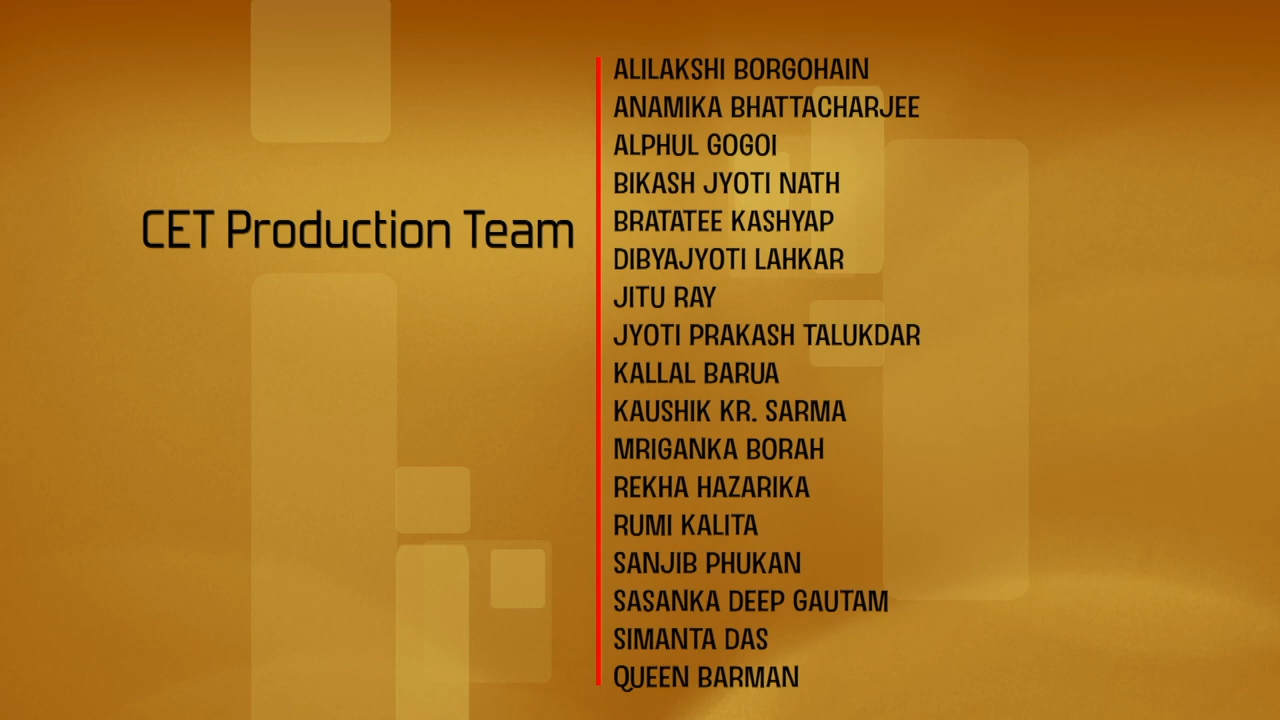 CET Production Team
ALILAKSHI BORGOHAIN
ANAMIKA BHATTACHARJEE
ALPHUL GOGOI
BIKASH JYOTI NATH
BRATATEE KASHYAP
DIBYAJYOTI LAHKAR
JITU RAY
JYOTI PRAKASH TALUKDAR
KALLAL BARUA
KAUSHIK KR. SARMA
MRIGANKA BORAH
REKHA HAZARIKA
RUMI KALITA
SANJIB PHUKAN
SASANKA DEEP GAUTAM
SIMANTA DAS
QUEEN BARMAN